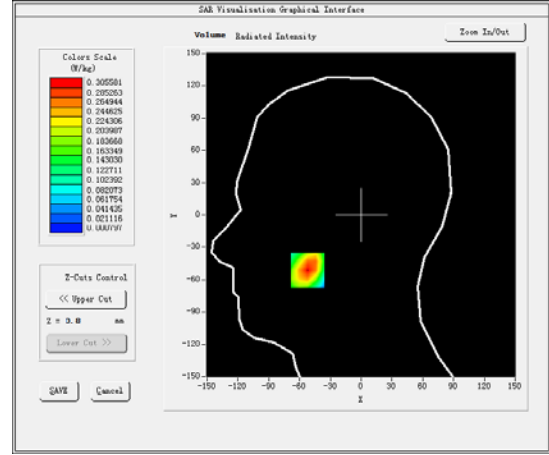 SAR Visualisation Graphical Interface
Volume Radiated Intensity
Zoom In/Out
Colors Scale
(W/kg)
0.305581
0.285263
0.264944
0.244625
0.224306
0.203987
0.183668
0.163349
0.143030
0.122711
0.102392
0.082073
0.061754
0.041435
0.021116
0.000797
Z-Cuts Control
<< Upper Cut
Z = 3.0 mm
Lower Cut >>
SAVE Cancel
150
120
90
60
30
0
-30
-60
-90
-120
-150
Y
-150 -120 -90 -60 -30 0 30 60 90 120 150
X